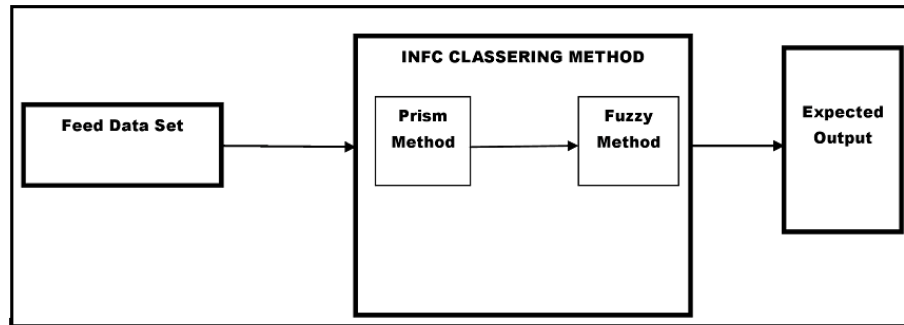 INFC CLASSERING METHOD
Feed Data Set
Prism
Method
Fuzzy
Method
Expected
Output